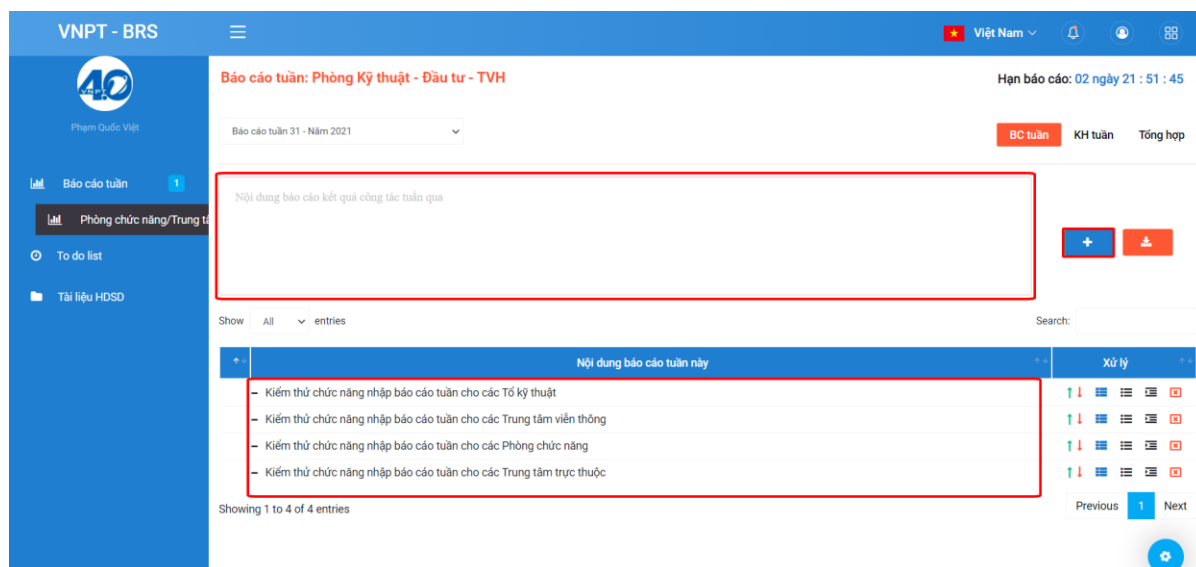 VNPT - BRS
Việt Nam
VNPT 4.0
Phạm Quốc Việt
Báo cáo tuần: Phòng Kỹ thuật - Đầu tư - TVH
Hạn báo cáo: 02 ngày 21 : 51 : 45
Báo cáo tuần 31 - Năm 2021
BC tuần KH tuần Tổng hợp
Báo cáo tuần 1
Phòng chức năng/Trung tâ
To do list
Tài liệu HDSD
Nội dung báo cáo kết quả công tác tuần qua
Show All entries
Search:
Nội dung báo cáo tuần này Xử lý
– Kiểm thử chức năng nhập báo cáo tuần cho các Tổ kỹ thuật
– Kiểm thử chức năng nhập báo cáo tuần cho các Trung tâm viễn thông
– Kiểm thử chức năng nhập báo cáo tuần cho các Phòng chức năng
– Kiểm thử chức năng nhập báo cáo tuần cho các Trung tâm trực thuộc
Showing 1 to 4 of 4 entries
Previous 1 Next